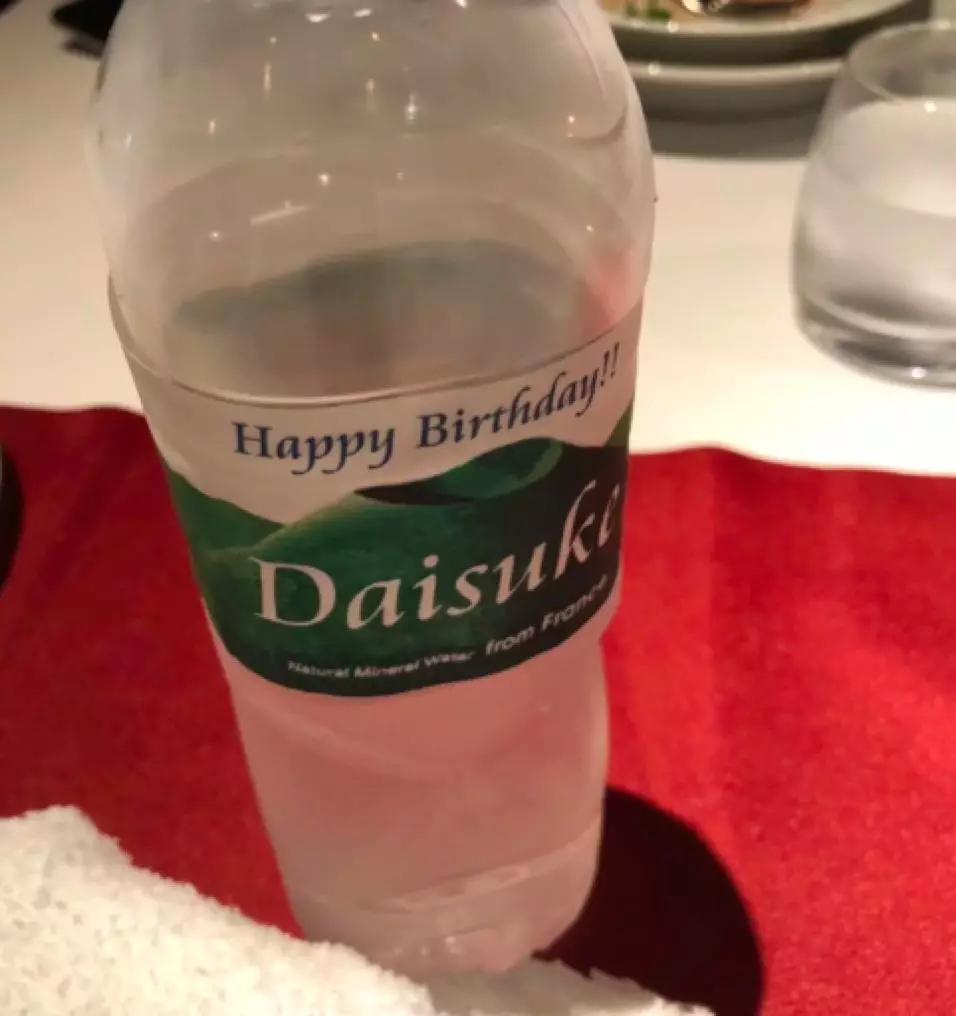 Happy Birthday!!
Daisuke
Natural Mineral Water from France